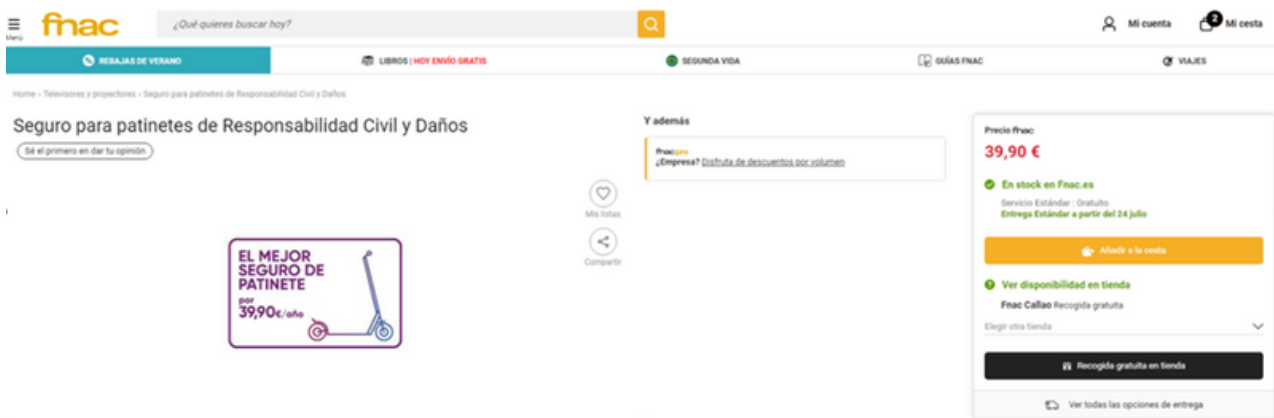 Menú
fnac
¿Qué quieres buscar hoy?
Mi cuenta
2
Mi cesta
REBAJAS DE VERANO
LIBROS | HOY ENVÍO GRATIS
SEGUNDA VIDA
GUÍAS FNAC
VIAJES
Home › Televisores y proyectores › Seguro para patinetes de Responsabilidad Civil y Daños
Seguro para patinetes de Responsabilidad Civil y Daños
Sé el primero en dar tu opinión
Mis listas
Compartir
EL MEJOR
SEGURO DE
PATINETE
por
39,90€/año
Y además
fnacpro
¿Empresa? Disfruta de descuentos por volumen
Precio fnac
39,90 €
En stock en Fnac.es
Servicio Estándar : Gratuito
Entrega Estándar a partir del 24 julio
Añadir a la cesta
Ver disponibilidad en tienda
Fnac Callao Recogida gratuita
Elegir otra tienda
Recogida gratuita en tienda
Ver todas las opciones de entrega